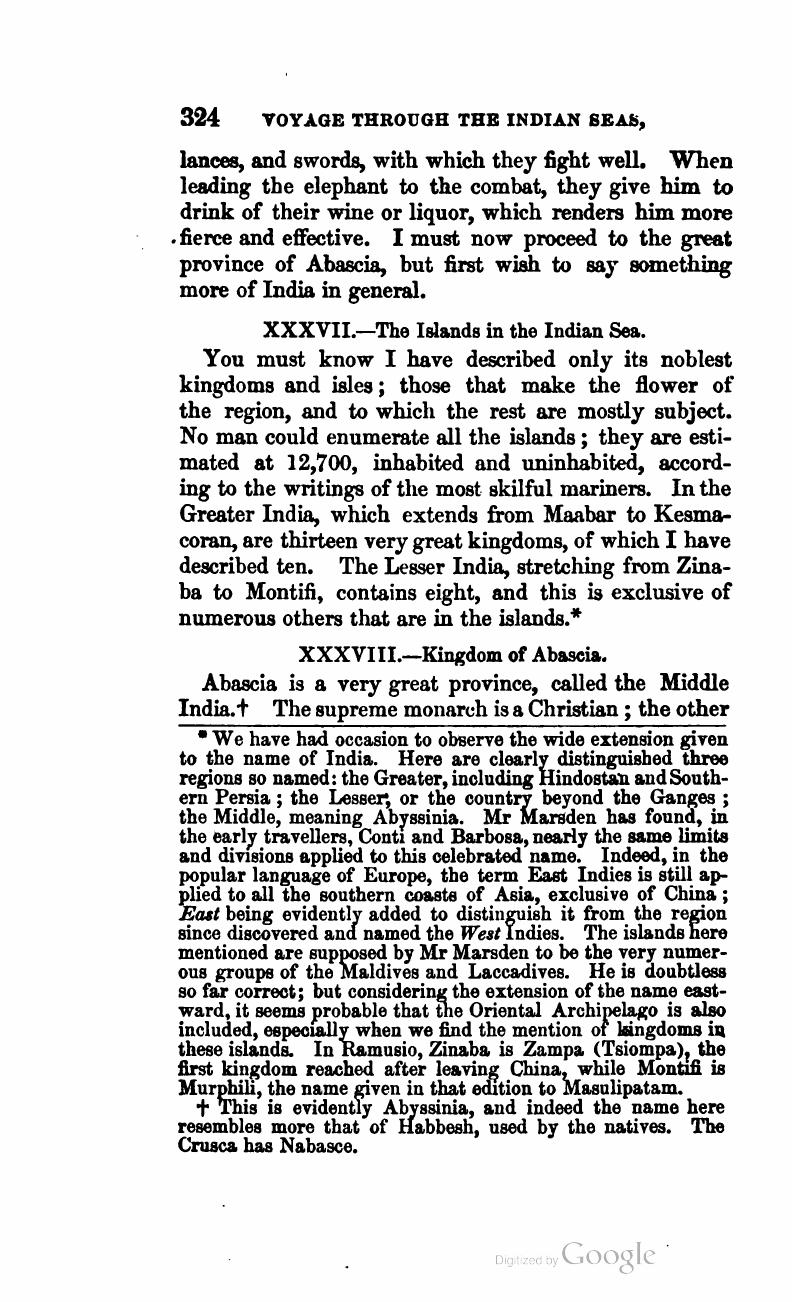 324 VOYAGE THROUGH THE INDIAN SEAS,
lances, and swords, with which they fight well. When
leading the elephant to the combat, they give him to
drink of their wine or liquor, which renders him more
fierce and effective. I must now proceed to the great
province of Abascia, but first wish to say something
more of India in general.
XXXVII.—The Islands in the Indian Sea.
You must know I have described only its noblest
kingdoms and isles; those that make the flower of
the region, and to which the rest are mostly subject.
No man could enumerate all the islands; they are esti-
mated at 12,700, inhabited and uninhabited, accord-
ing to the writings of the most skilful mariners. In the
Greater India, which extends from Maabar to Kesma-
coran, are thirteen very great kingdoms, of which I have
described ten. The Lesser India, stretching from Zina-
ba to Montifi, contains eight, and this is exclusive of
numerous others that are in the islands.*
XXXVIII.—Kingdom of Abascia.
Abascia is a very great province, called the Middle
India.† The supreme monarch is a Christian; the other
* We have had occasion to observe the wide extension given
to the name of India. Here are clearly distinguished three
regions so named: the Greater, including Hindostan and South-
ern Persia; the Lesser, or the country beyond the Ganges;
the Middle, meaning Abyssinia. Mr Marsden has found, in
the early travellers, Conti and Barbosa, nearly the same limits
and divisions applied to this celebrated name. Indeed, in the
popular language of Europe, the term East Indies is still ap-
plied to all the southern coasts of Asia, exclusive of China;
East being evidently added to distinguish it from the region
since discovered and named the West Indies. The islands here
mentioned are supposed by Mr Marsden to be the very numer-
ous groups of the Maldives and Laccadives. He is doubtless
so far correct; but considering the extension of the name east-
ward, it seems probable that the Oriental Archipelago is also
included, especially when we find the mention of kingdoms in
these islands. In Ramusio, Zinaba is Zampa (Tsiompa), the
first kingdom reached after leaving China, while Montifi is
Murphili, the name given in that edition to Masulipatam.
† This is evidently Abyssinia, and indeed the name here
resembles more that of Habbesh, used by the natives. The
Crusca has Nabasce.
Digitized by Google